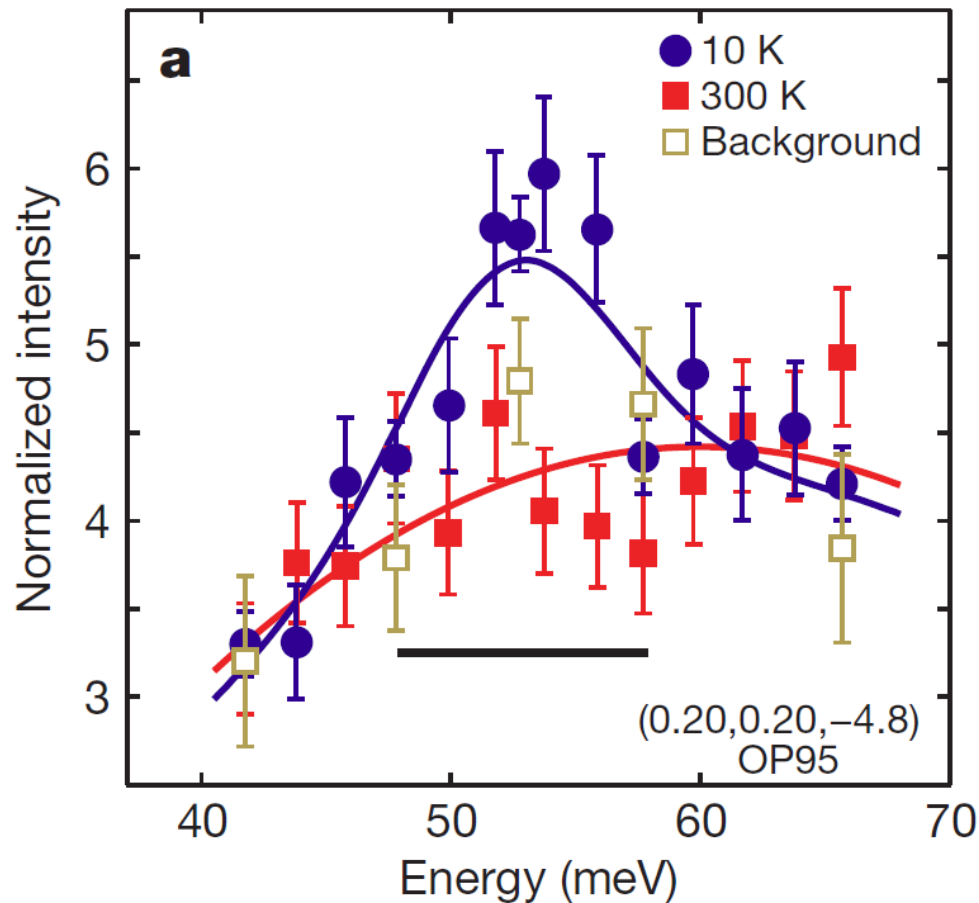 a
10 K
300 K
Background
Normalized intensity
6
5
4
3
(0.20,0.20,−4.8)
OP95
40
50
60
70
Energy (meV)